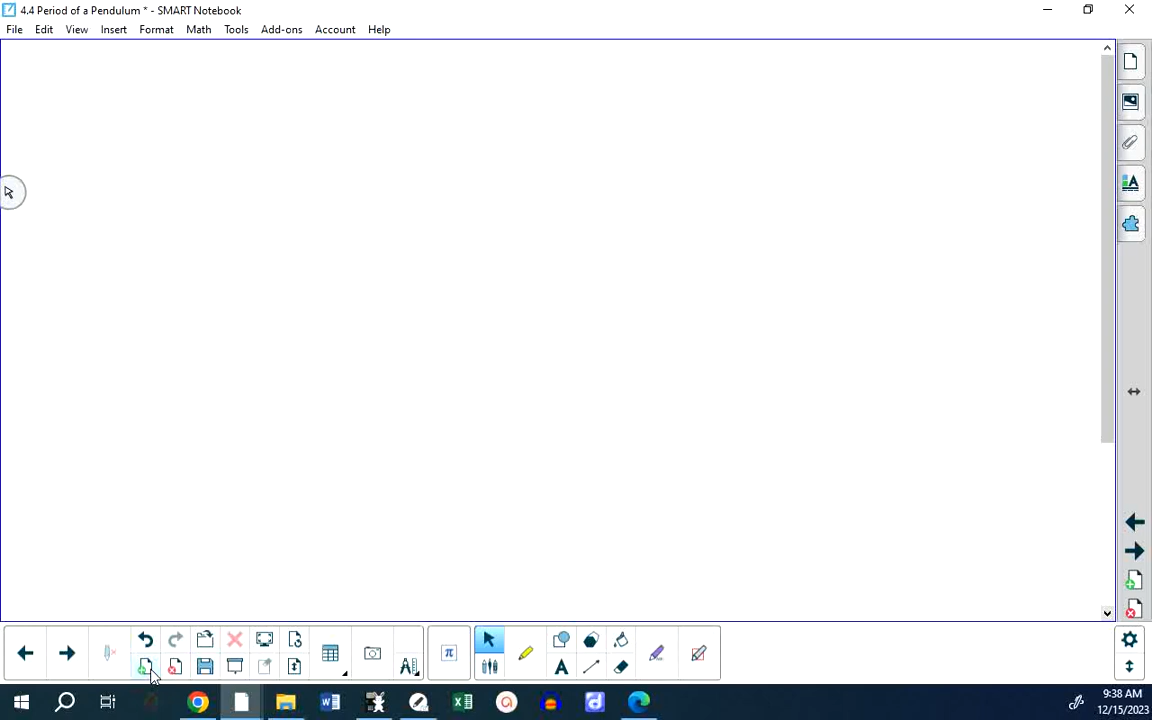 4.4 Period of a Pendulum * - SMART Notebook
File Edit View Insert Format Math Tools Add-ons Account Help
9:38 AM
12/15/2023